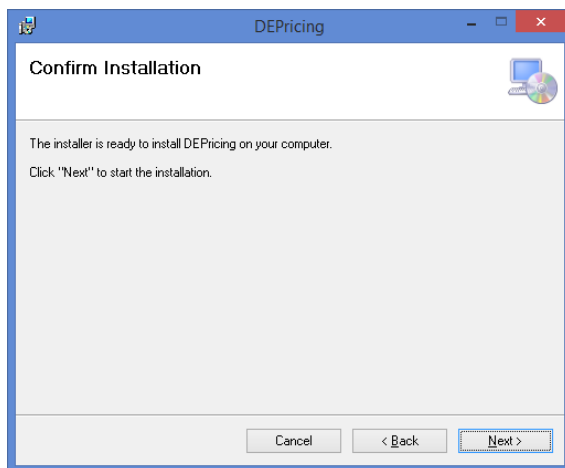 DEPricing
Confirm Installation
The installer is ready to install DEPricing on your computer.
Click "Next" to start the installation.
Cancel
< Back
Next >